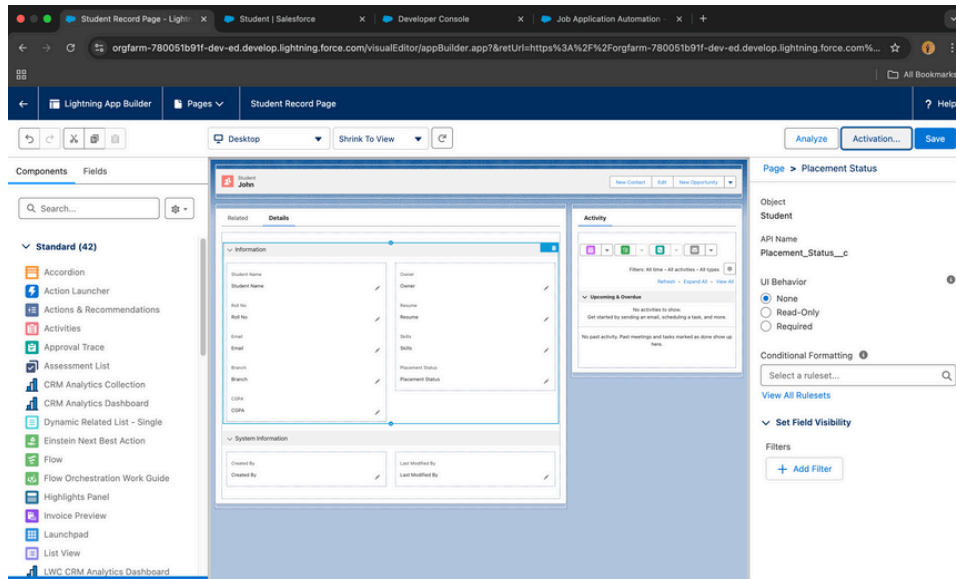 Student Record Page - Lightn
Student | Salesforce
Developer Console
Job Application Automation -
orgfarm-780051b91f-dev-ed.develop.lightning.force.com/visualEditor/appBuilder.app?&retUrl=https%3A%2F%2Forgfarm-780051b91f-dev-ed.develop.lightning.force.com%...
All Bookmarks
Lightning App Builder
Pages
Student Record Page
? Help
Desktop
Shrink To View
Analyze
Activation...
Save
Components
Fields
Search...
Standard (42)
Accordion
Action Launcher
Actions & Recommendations
Activities
Approval Trace
Assessment List
CRM Analytics Collection
CRM Analytics Dashboard
Dynamic Related List - Single
Einstein Next Best Action
Flow
Flow Orchestration Work Guide
Highlights Panel
Invoice Preview
Launchpad
List View
LWC CRM Analytics Dashboard
Student
John
New Contact
Edit
New Opportunity
Related
Details
Information
Student Name
Student Name
Roll No
Roll No
Email
Email
Branch
Branch
CGPA
CGPA
Owner
Owner
Resume
Resume
Skills
Skills
Placement Status
Placement Status
System Information
Created By
Created By
Last Modified By
Last Modified By
Activity
Filters: All time • All activities • All types
Refresh • Expand All • View All
Upcoming & Overdue
No activities to show.
Get started by sending an email, scheduling a task, and more.
No past activity. Past meetings and tasks marked as done show up
here.
Page > Placement Status
Object
Student
API Name
Placement_Status__c
UI Behavior
None
Read-Only
Required
Conditional Formatting
Select a ruleset...
View All Rulesets
Set Field Visibility
Filters
+ Add Filter